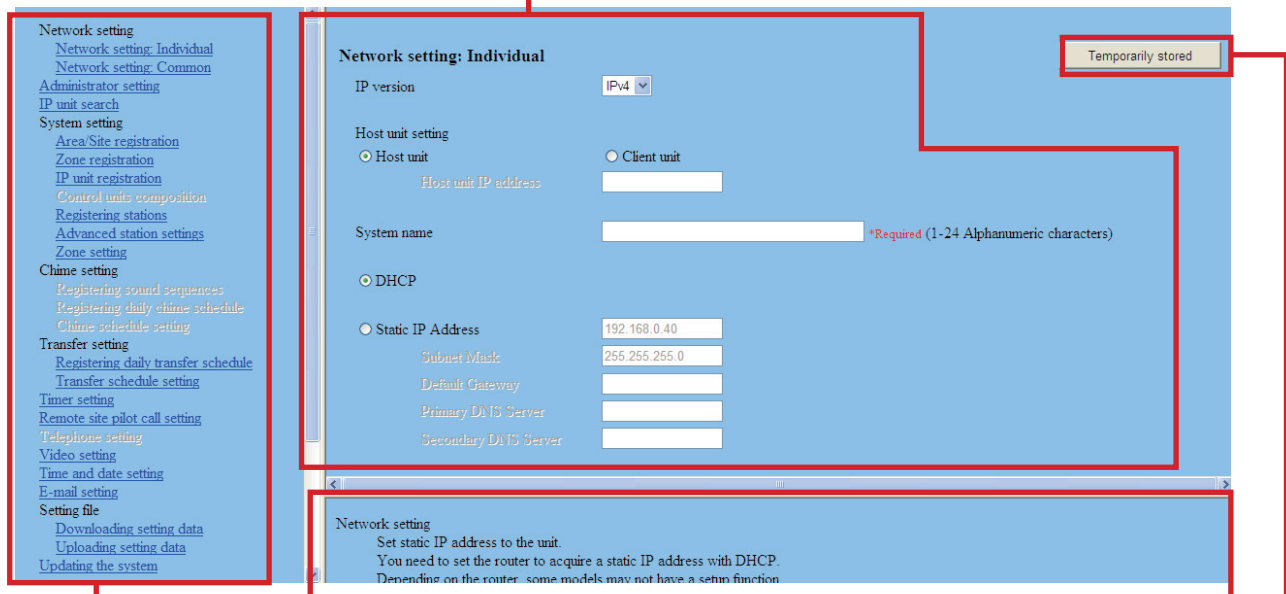 Network setting
Network setting: Individual
Network setting: Common
Administrator setting
IP unit search
System setting
Area/Site registration
Zone registration
IP unit registration
Control units composition
Registering stations
Advanced station settings
Zone setting
Chime setting
Registering sound sequences
Registering daily chime schedule
Chime schedule setting
Transfer setting
Registering daily transfer schedule
Transfer schedule setting
Timer setting
Remote site pilot call setting
Telephone setting
Video setting
Time and date setting
E-mail setting
Setting file
Downloading setting data
Uploading setting data
Updating the system
Network setting: Individual
Temporarily stored
IP version IPv4
Host unit setting
Host unit Client unit
Host unit IP address
System name *Required (1-24 Alphanumeric characters)
DHCP
Static IP Address 192.168.0.40
Subnet Mask 255.255.255.0
Default Gateway
Primary DNS Server
Secondary DNS Server
Network setting
Set static IP address to the unit.
You need to set the router to acquire a static IP address with DHCP.
Depending on the router, some models may not have a setup function